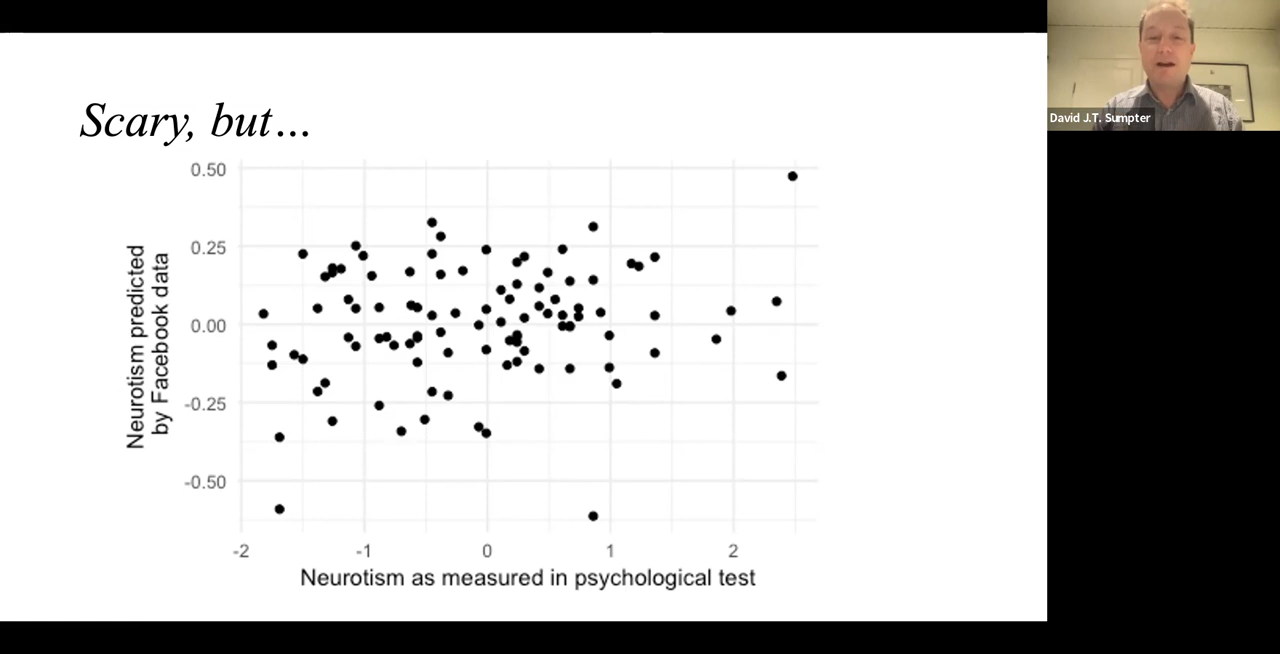 Scary, but...
0.50
0.25
0.00
-0.25
-0.50
Neurotism predicted
by Facebook data
-2 -1 0 1 2
Neurotism as measured in psychological test
David J.T. Sumpter